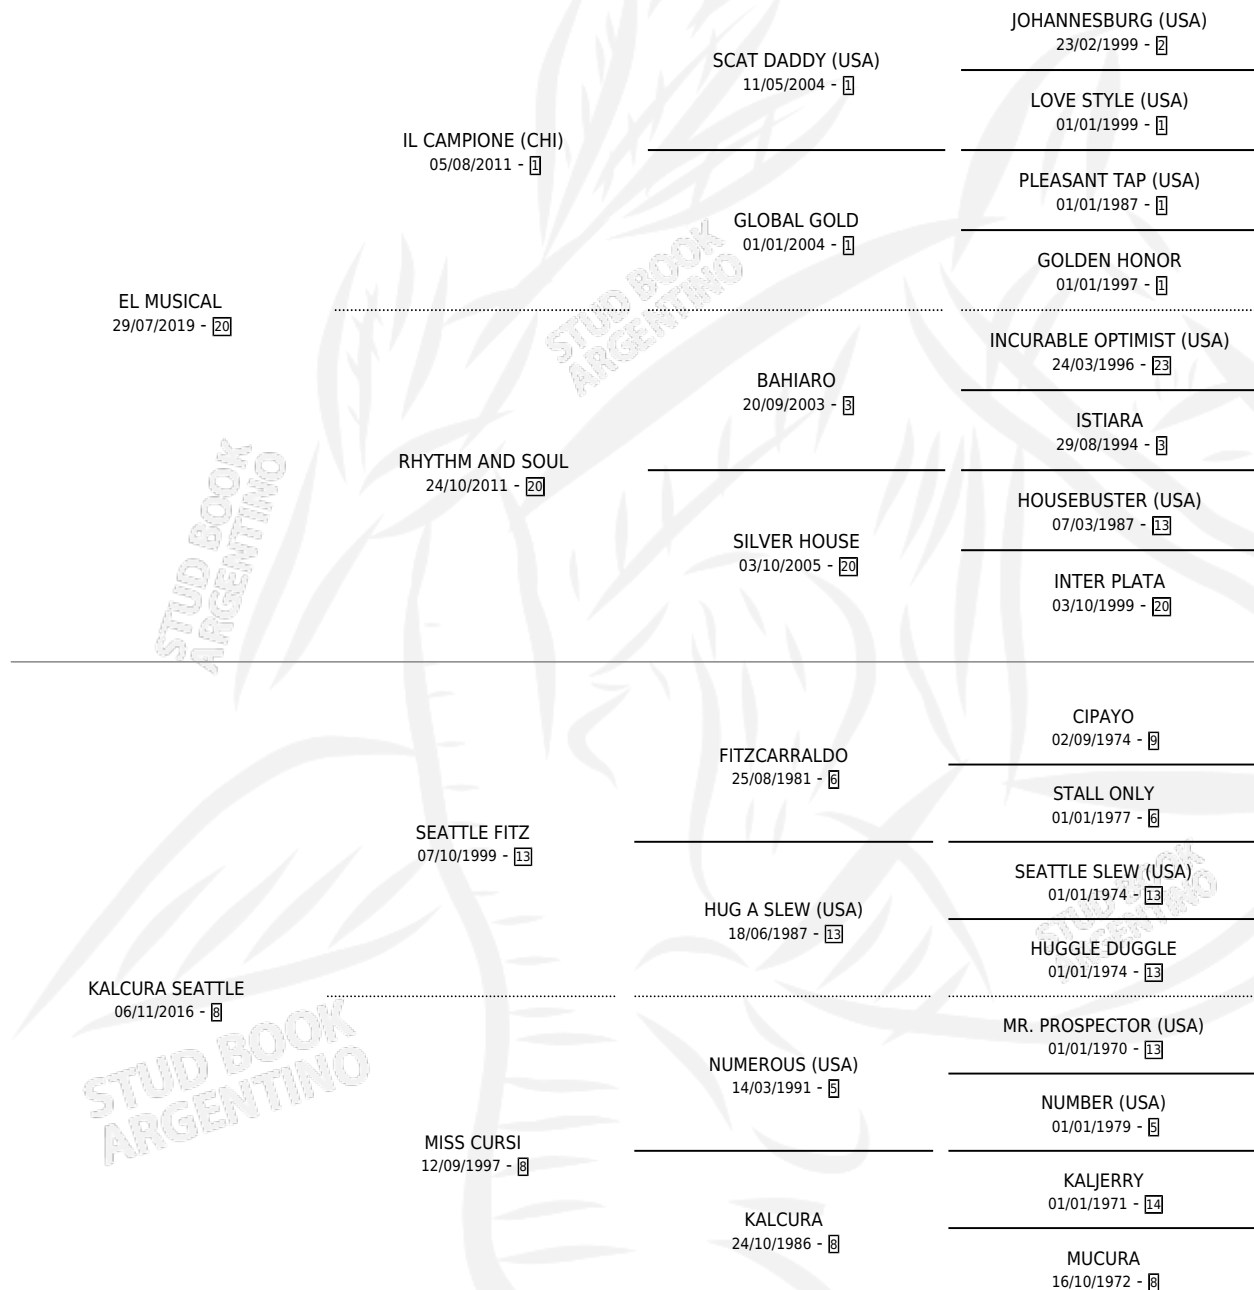 JOHANNESBURG (USA)
23/02/1999 - 2
SCAT DADDY (USA)
11/05/2004 - 1
LOVE STYLE (USA)
01/01/1999 - 1
IL CAMPIONE (CHI)
05/08/2011 - 1
PLEASANT TAP (USA)
01/01/1987 - 1
GLOBAL GOLD
01/01/2004 - 1
GOLDEN HONOR
01/01/1997 - 1
EL MUSICAL
29/07/2019 - 20
INCURABLE OPTIMIST (USA)
24/03/1996 - 23
BAHIARO
20/09/2003 - 3
ISTIARA
29/08/1994 - 3
RHYTHM AND SOUL
24/10/2011 - 20
HOUSEBUSTER (USA)
07/03/1987 - 13
SILVER HOUSE
03/10/2005 - 20
INTER PLATA
03/10/1999 - 20
CIPAYO
02/09/1974 - 9
FITZCARRALDO
25/08/1981 - 6
STALL ONLY
01/01/1977 - 6
SEATTLE FITZ
07/10/1999 - 13
SEATTLE SLEW (USA)
01/01/1974 - 13
HUG A SLEW (USA)
18/06/1987 - 13
HUGGLE DUGGLE
01/01/1974 - 13
KALCURA SEATTLE
06/11/2016 - 8
MR. PROSPECTOR (USA)
01/01/1970 - 13
NUMEROUS (USA)
14/03/1991 - 5
NUMBER (USA)
01/01/1979 - 5
MISS CURSI
12/09/1997 - 8
KALJERRY
01/01/1971 - 14
KALCURA
24/10/1986 - 8
MUCURA
16/10/1972 - 8
STUD BOOK
ARGENTINO
STUD BOOK
ARGENTINO
STUD BOOK
ARGENTINO
STUD BOOK
ARGENTINO